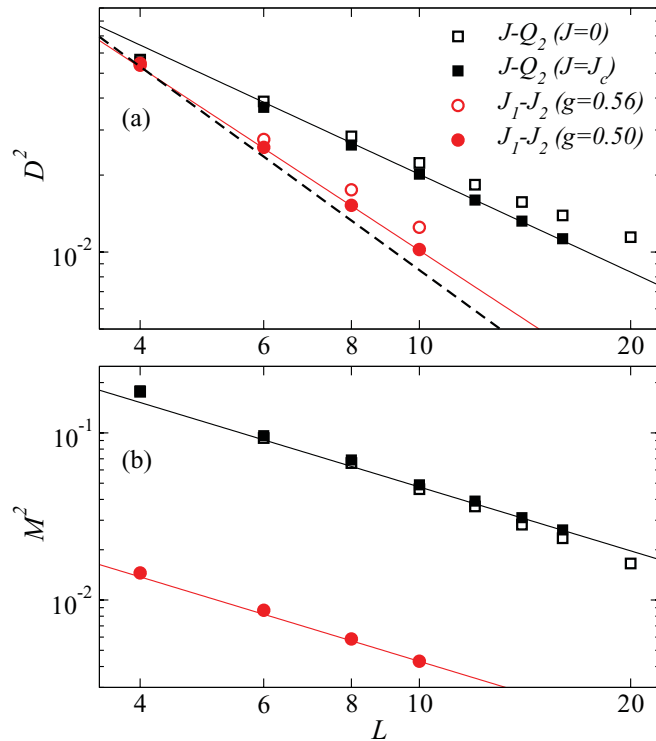 J-Q₂ (J=0)
J-Q₂ (J=J_c)
J₁-J₂ (g=0.56)
J₁-J₂ (g=0.50)
(a)
D²
10⁻²
4 6 8 10 20
(b)
10⁻¹
M²
10⁻²
4 6 8 10 20
L